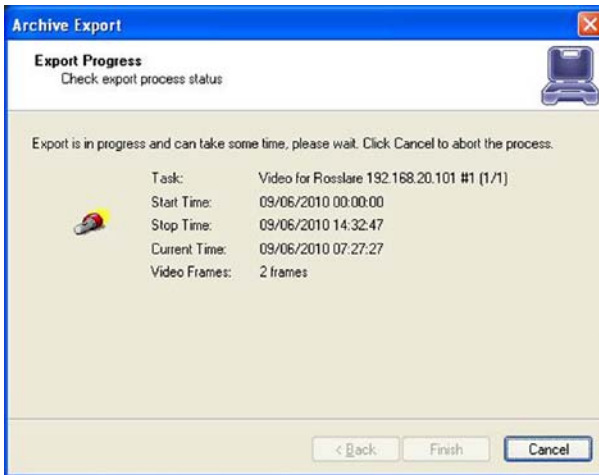 Archive Export
Export Progress
Check export process status
Export is in progress and can take some time, please wait. Click Cancel to abort the process.
Task: Video for Rosslare 192.168.20.101 #1 (1/1)
Start Time: 09/06/2010 00:00:00
Stop Time: 09/06/2010 14:32:47
Current Time: 09/06/2010 07:27:27
Video Frames: 2 frames
< Back Finish Cancel